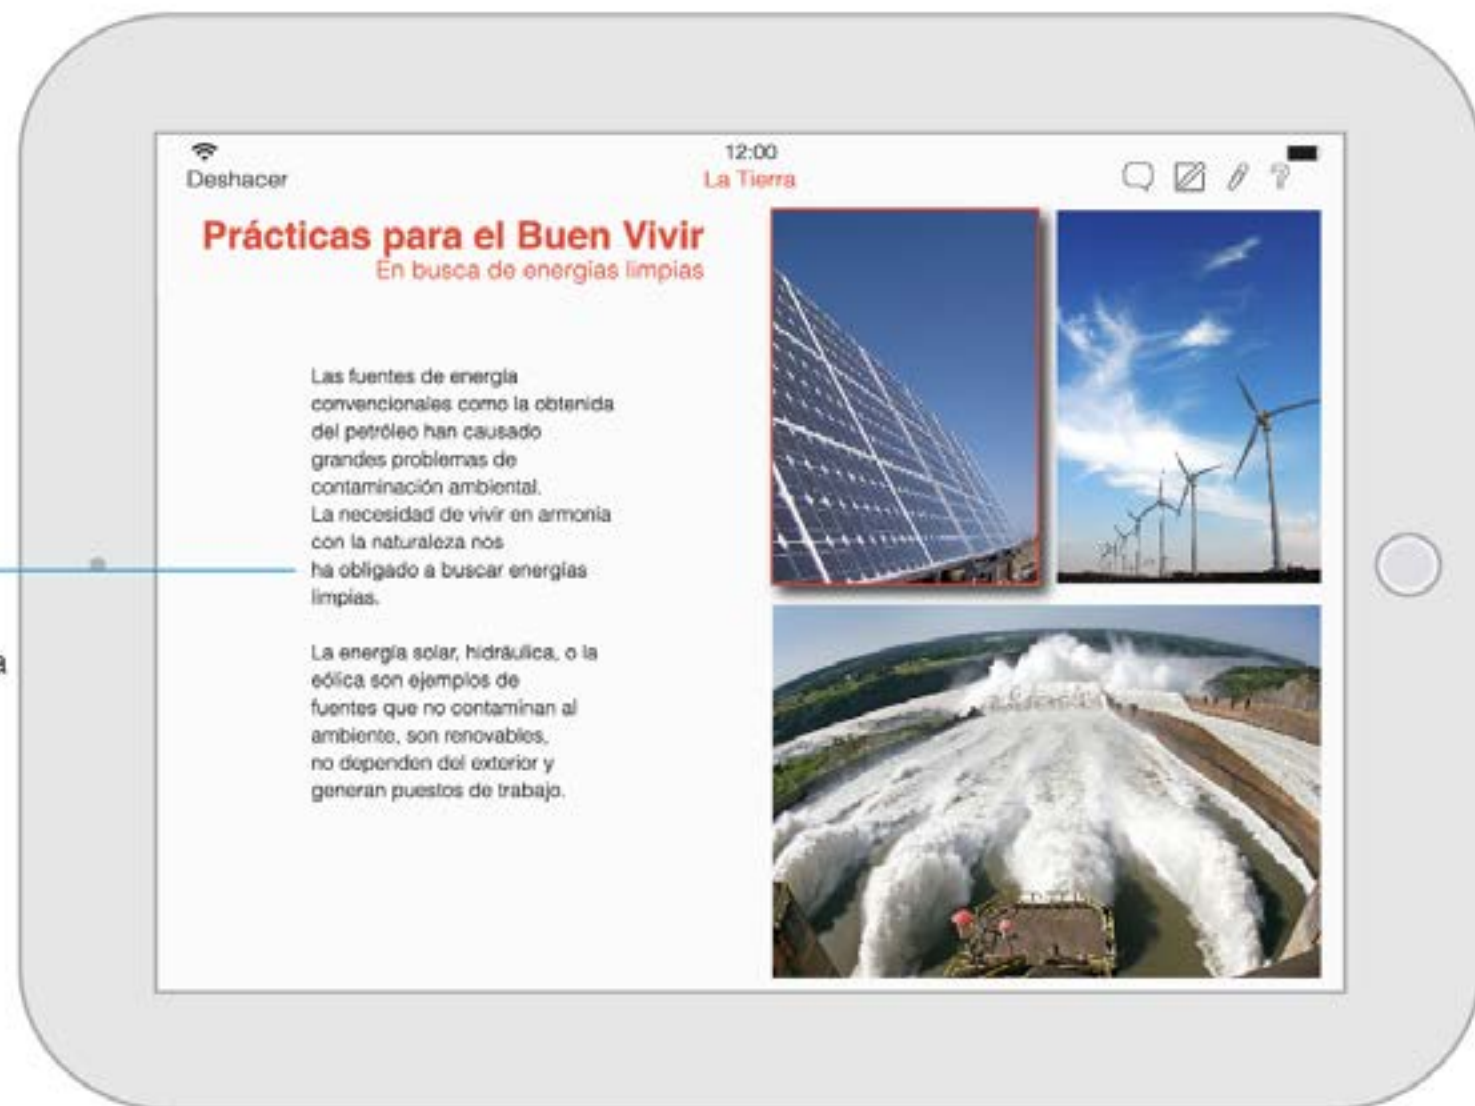 12:00
Deshacer
La Tierra
Prácticas para el Buen Vivir
En busca de energías limpias
Las fuentes de energía
convencionales como la obtenida
del petróleo han causado
grandes problemas de
contaminación ambiental.
La necesidad de vivir en armonía
con la naturaleza nos
ha obligado a buscar energías
limpias.
La energía solar, hidráulica, o la
eólica son ejemplos de
fuentes que no contaminan al
ambiente, son renovables,
no dependen del exterior y
generan puestos de trabajo.